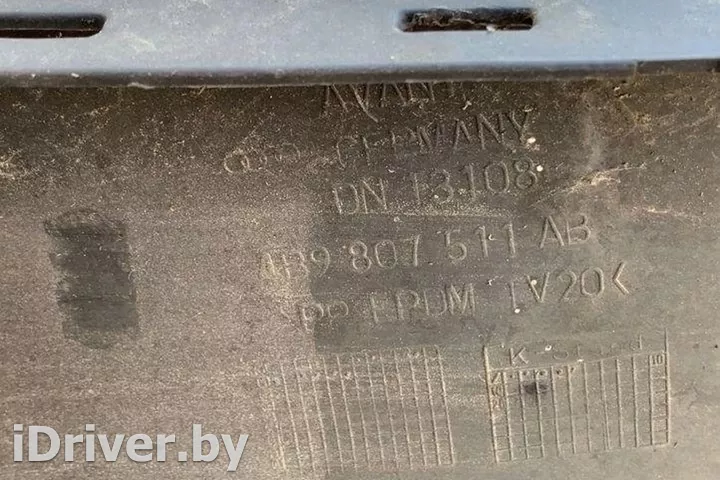 AVANT
GERMANY
DN 13108
4B9 807 511 AB
PP EPDM TV20<
iDriver.by